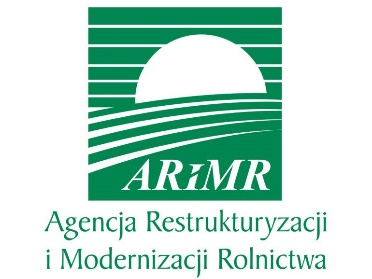 ARiMR
Agencja Restrukturyzacji
i Modernizacji Rolnictwa